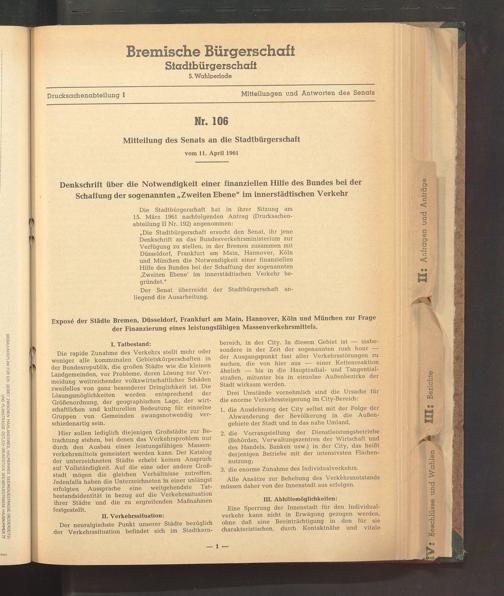 Bremische Bürgerschaft
Stadtbürgerschaft
5. Wahlperiode
Drucksachenabteilung I
Mitteilungen und Antworten des Senats
Nr. 106
Mitteilung des Senats an die Stadtbürgerschaft
vom 11. April 1961
Denkschrift über die Notwendigkeit einer finanziellen Hilfe des Bundes bei der
Schaffung der sogenannten „Zweiten Ebene" im innerstädtischen Verkehr
Die Stadtbürgerschaft hat in ihrer Sitzung am
15. März 1961 nachfolgenden Antrag (Drucksachen-
abteilung II Nr. 192) angenommen:
„Die Stadtbürgerschaft ersucht den Senat, ihr jene
Denkschrift an das Bundesverkehrsministerium zur
Verfügung zu stellen, in der Bremen zusammen mit
Düsseldorf, Frankfurt am Main, Hannover, Köln
und München die Notwendigkeit einer finanziellen
Hilfe des Bundes bei der Schaffung der sogenannten
‚Zweiten Ebene' im innerstädtischen Verkehr be-
gründet."
Der Senat überreicht der Stadtbürgerschaft an-
liegend die Ausarbeitung.
Exposé der Städte Bremen, Düsseldorf, Frankfurt am Main, Hannover, Köln und München zur Frage
der Finanzierung eines leistungsfähigen Massenverkehrsmittels.
I. Tatbestand:
Die rapide Zunahme des Verkehrs stellt mehr oder
weniger alle kommunalen Gebietskörperschaften in
der Bundesrepublik, die großen Städte wie die kleinen
Landgemeinden, vor Probleme, deren Lösung zur Ver-
meidung weitreichender volkswirtschaftlicher Schäden
zweifellos von ganz besonderer Dringlichkeit ist. Die
Lösungsmöglichkeiten werden entsprechend der
Größenordnung, der geographischen Lage, der wirt-
schaftlichen und kulturellen Bedeutung für einzelne
Gruppen von Gemeinden zwangsnotwendig ver-
schiedenartig sein.
Hier sollen lediglich diejenigen Großstädte zur Be-
trachtung stehen, bei denen das Verkehrsproblem nur
durch den Ausbau eines leistungsfähigen Massen-
verkehrsmittels gemeistert werden kann. Der Katalog
der unterzeichneten Städte erhebt keinen Anspruch
auf Vollständigkeit. Auf die eine oder andere Groß-
stadt mögen die gleichen Verhältnisse zutreffen.
Jedenfalls haben die Unterzeichneten in einer unlängst
erfolgten Aussprache eine weitgehendste Tat-
bestandsidentität in bezug auf die Verkehrssituation
ihrer Städte und die zu ergreifenden Maßnahmen
festgestellt.
II. Verkehrssituation:
Der neuralgischste Punkt unserer Städte bezüglich
der Verkehrssituation befindet sich im Stadtkern-
bereich, in der City. In diesem Gebiet ist — insbe-
sondere in der Zeit der sogenannten rush hour —
der Ausgangspunkt fast aller Verkehrsstörungen zu
suchen, die von hier aus — einer Kettenreaktion
ähnlich — bis in die Hauptradial- und Tangential-
straßen, mitunter bis in einzelne Außenbezirke der
Stadt wirksam werden.
Drei Umstände vornehmlich sind die Ursache für
die enorme Verkehrssteigerung im City-Bereich:
1. die Ausdehnung der City selbst mit der Folge der
Abwanderung der Bevölkerung in die Außen-
gebiete der Stadt und in das nahe Umland,
2. die Vorrangstellung der Dienstleistungsbetriebe
(Behörden, Verwaltungszentren der Wirtschaft und
des Handels, Banken usw.) in der City, das heißt
derjenigen Betriebe mit der intensivsten Flächen-
nutzung,
3. die enorme Zunahme des Individualverkehrs.
Alle Ansätze zur Behebung des Verkehrsnotstands
müssen daher von der Innenstadt aus erfolgen.
III. Abhilfemöglichkeiten:
Eine Sperrung der Innenstadt für den Individual-
verkehr kann nicht in Erwägung gezogen werden,
ohne daß eine Beeinträchtigung in den für sie
charakteristischen, durch Kontaktnähe und vitale
— 1 —
II: Anfragen und Anträge
III: Berichte
IV: Beschlüsse und Wahlen